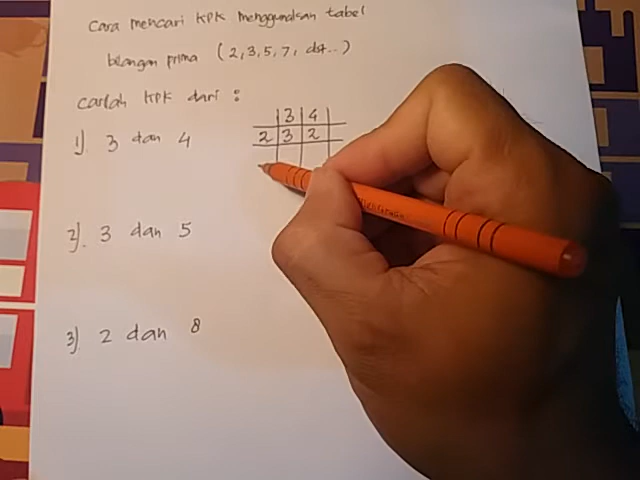 Cara mencari KPK menggunakan tabel
bilangan prima (2,3,5,7, dst..)
Carilah KPK dari :
1). 3 dan 4
3 4
2 3 2
2). 3 dan 5
3) 2 dan 8